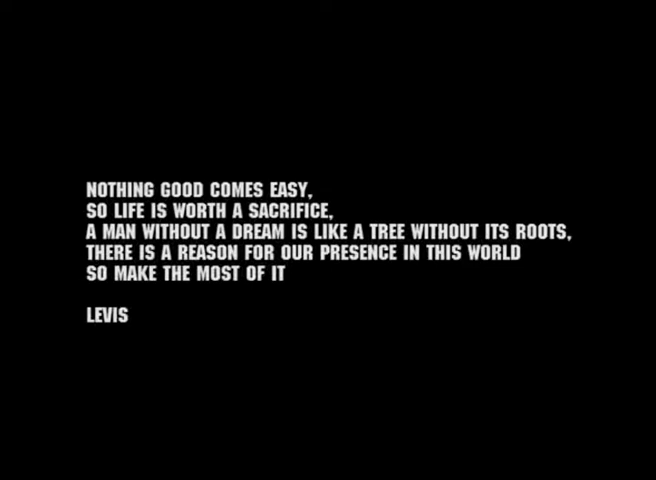 NOTHING GOOD COMES EASY,
SO LIFE IS WORTH A SACRIFICE,
A MAN WITHOUT A DREAM IS LIKE A TREE WITHOUT ITS ROOTS,
THERE IS A REASON FOR OUR PRESENCE IN THIS WORLD
SO MAKE THE MOST OF IT
LEVIS